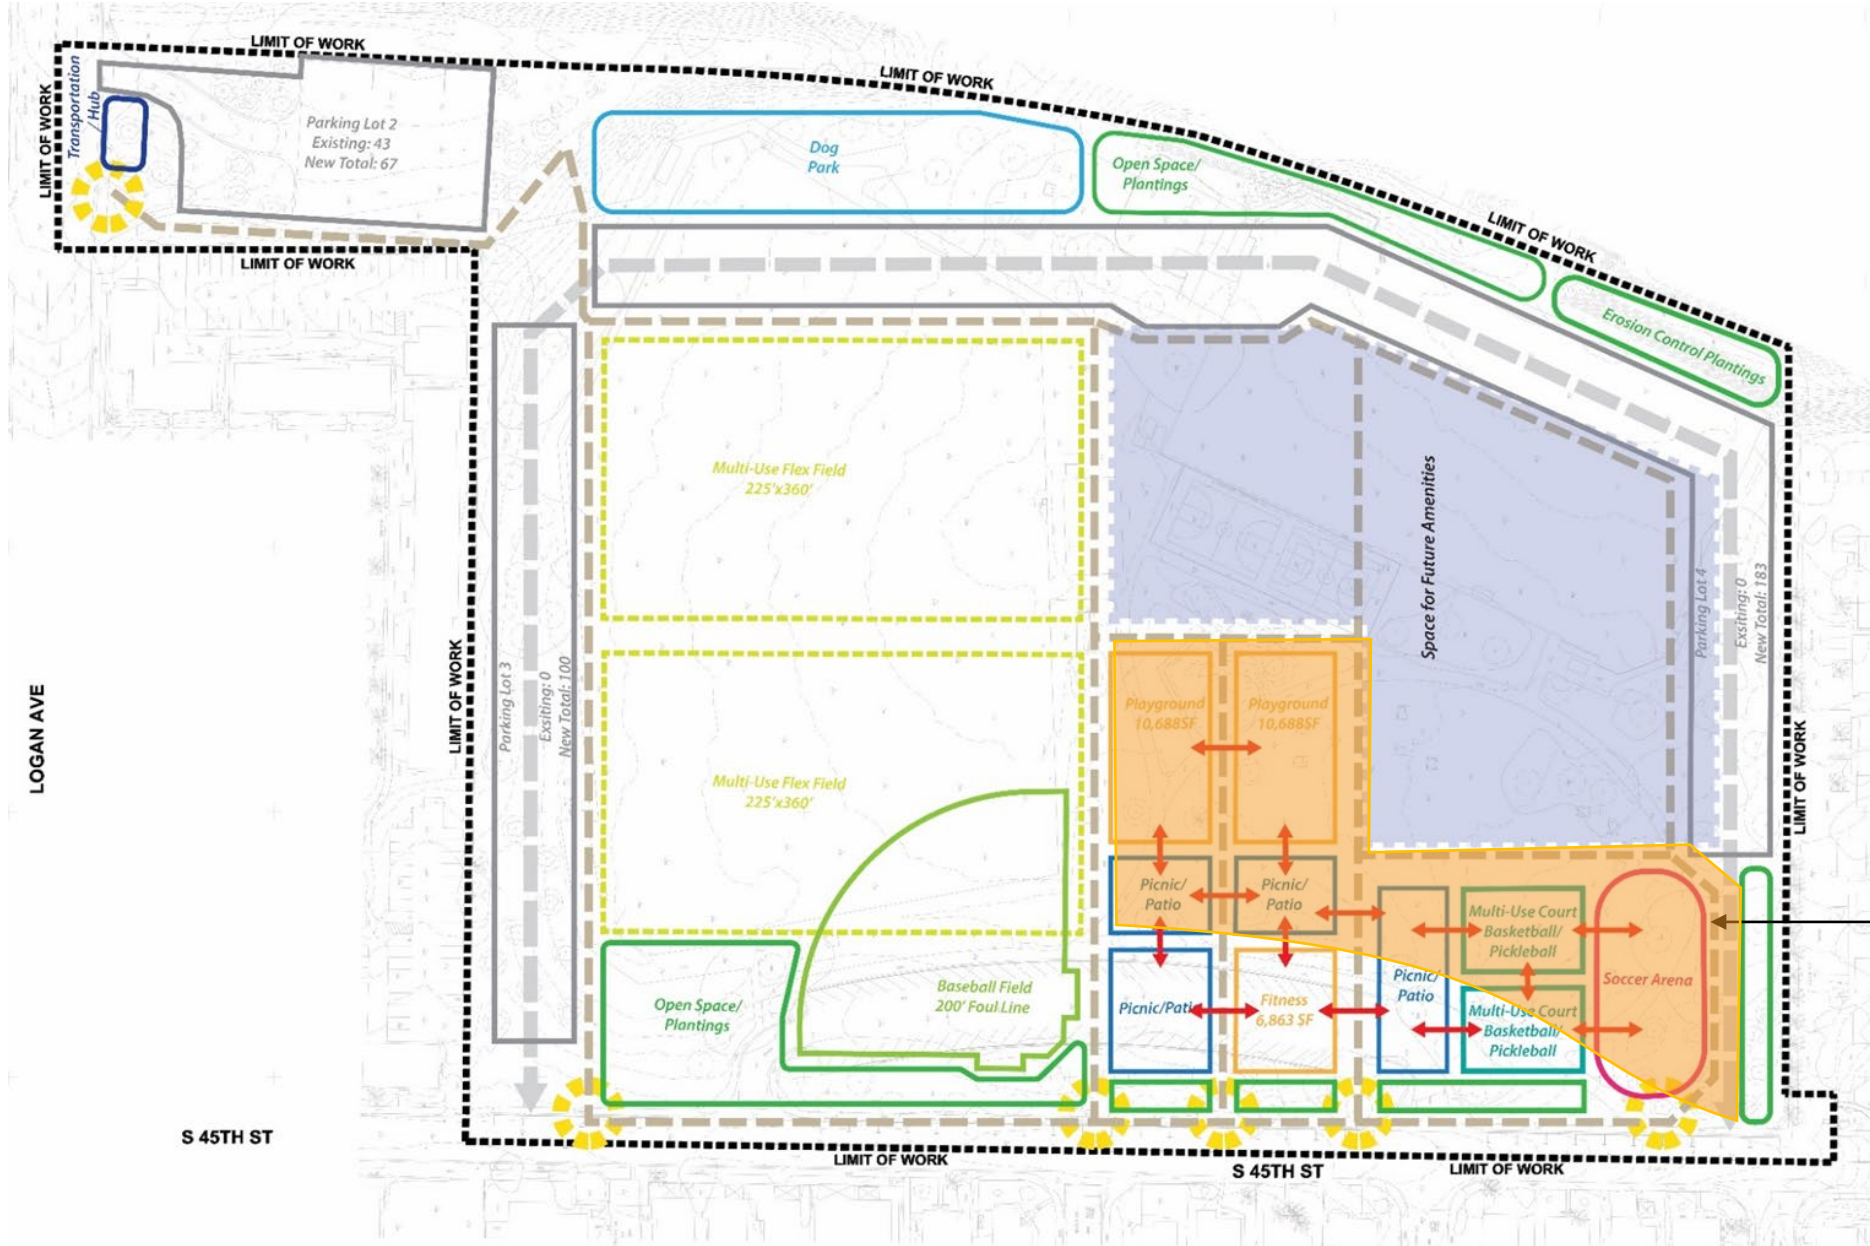 LIMIT OF WORK
LIMIT OF WORK
LIMIT OF WORK
Transportation
/ Hub
Parking Lot 2
Existing: 43
New Total: 67
LIMIT OF WORK
Dog
Park
Open Space/
Plantings
LIMIT OF WORK
Erosion Control Plantings
Multi-Use Flex Field
225'x360'
Space for Future Amenities
Parking Lot 4
Exsiting: 0
New Total: 183
LIMIT OF WORK
LOGAN AVE
LIMIT OF WORK
Parking Lot 3
Exsiting: 0
New Total: 100
Multi-Use Flex Field
225'x360'
Playground
10,688SF
Playground
10,688SF
Picnic/
Patio
Picnic/
Patio
Multi-Use Court
Basketball/
Pickleball
Soccer Arena
Open Space/
Plantings
Baseball Field
200' Foul Line
Picnic/Patio
Fitness
6,863 SF
Picnic/
Patio
Multi-Use Court
Basketball/
Pickleball
S 45TH ST
LIMIT OF WORK
S 45TH ST
LIMIT OF WORK